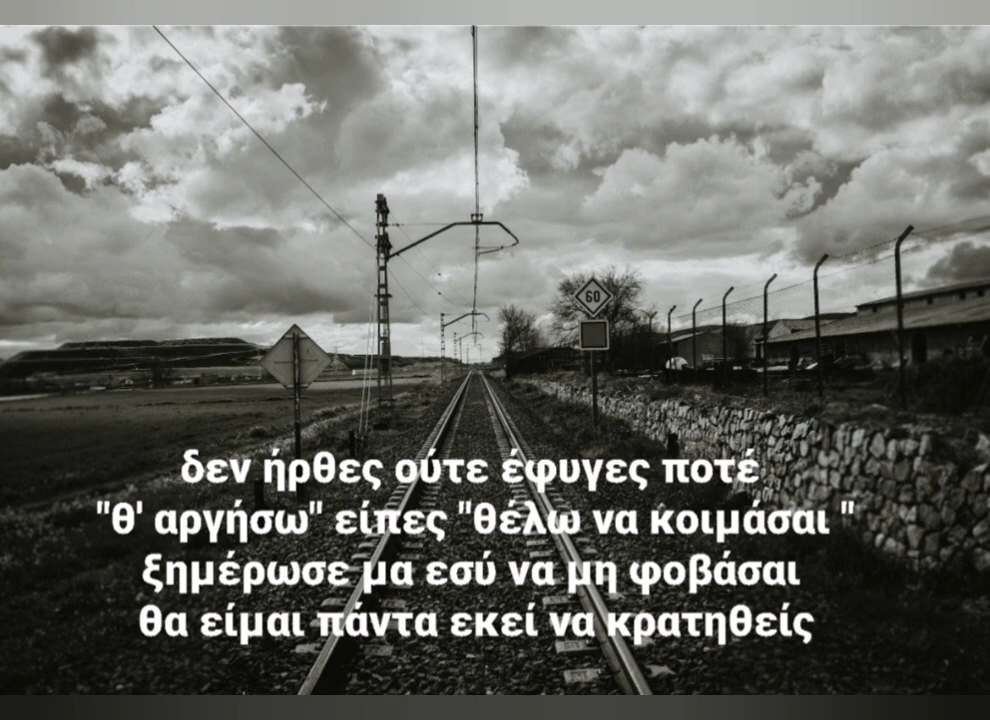 60
δεν ήρθες ούτε έφυγες ποτέ
"θ' αργήσω" είπες "θέλω να κοιμάσαι "
ξημέρωσε μα εσύ να μη φοβάσαι
θα είμαι πάντα εκεί να κρατηθείς